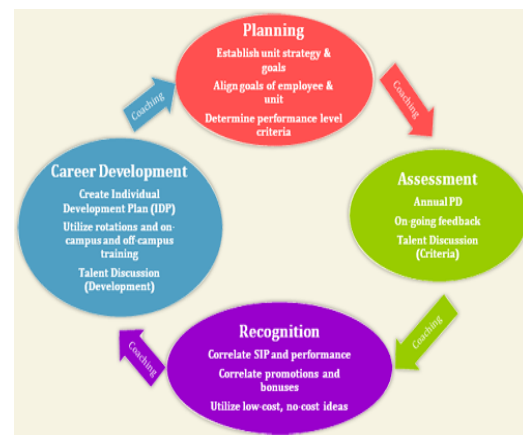 Planning
Establish unit strategy &
goals
Align goals of employee &
unit
Determine performance level
criteria
Coaching
Assessment
Annual PD
On-going feedback
Talent Discussion
(Criteria)
Coaching
Recognition
Correlate SIP and performance
Correlate promotions and
bonuses
Utilize low-cost, no-cost ideas
Coaching
Career Development
Create Individual
Development Plan (IDP)
Utilize rotations and on-
campus and off-campus
training
Talent Discussion
(Development)
Coaching